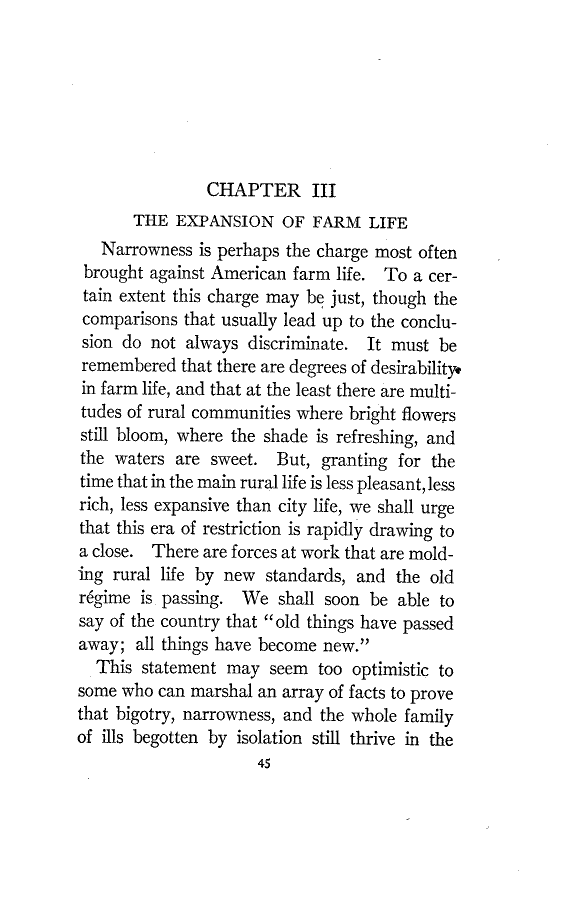 CHAPTER III
THE EXPANSION OF FARM LIFE
Narrowness is perhaps the charge most often
brought against American farm life. To a cer-
tain extent this charge may be just, though the
comparisons that usually lead up to the conclu-
sion do not always discriminate. It must be
remembered that there are degrees of desirability
in farm life, and that at the least there are multi-
tudes of rural communities where bright flowers
still bloom, where the shade is refreshing, and
the waters are sweet. But, granting for the
time that in the main rural life is less pleasant, less
rich, less expansive than city life, we shall urge
that this era of restriction is rapidly drawing to
a close. There are forces at work that are mold-
ing rural life by new standards, and the old
régime is passing. We shall soon be able to
say of the country that "old things have passed
away; all things have become new."
This statement may seem too optimistic to
some who can marshal an array of facts to prove
that bigotry, narrowness, and the whole family
of ills begotten by isolation still thrive in the
45